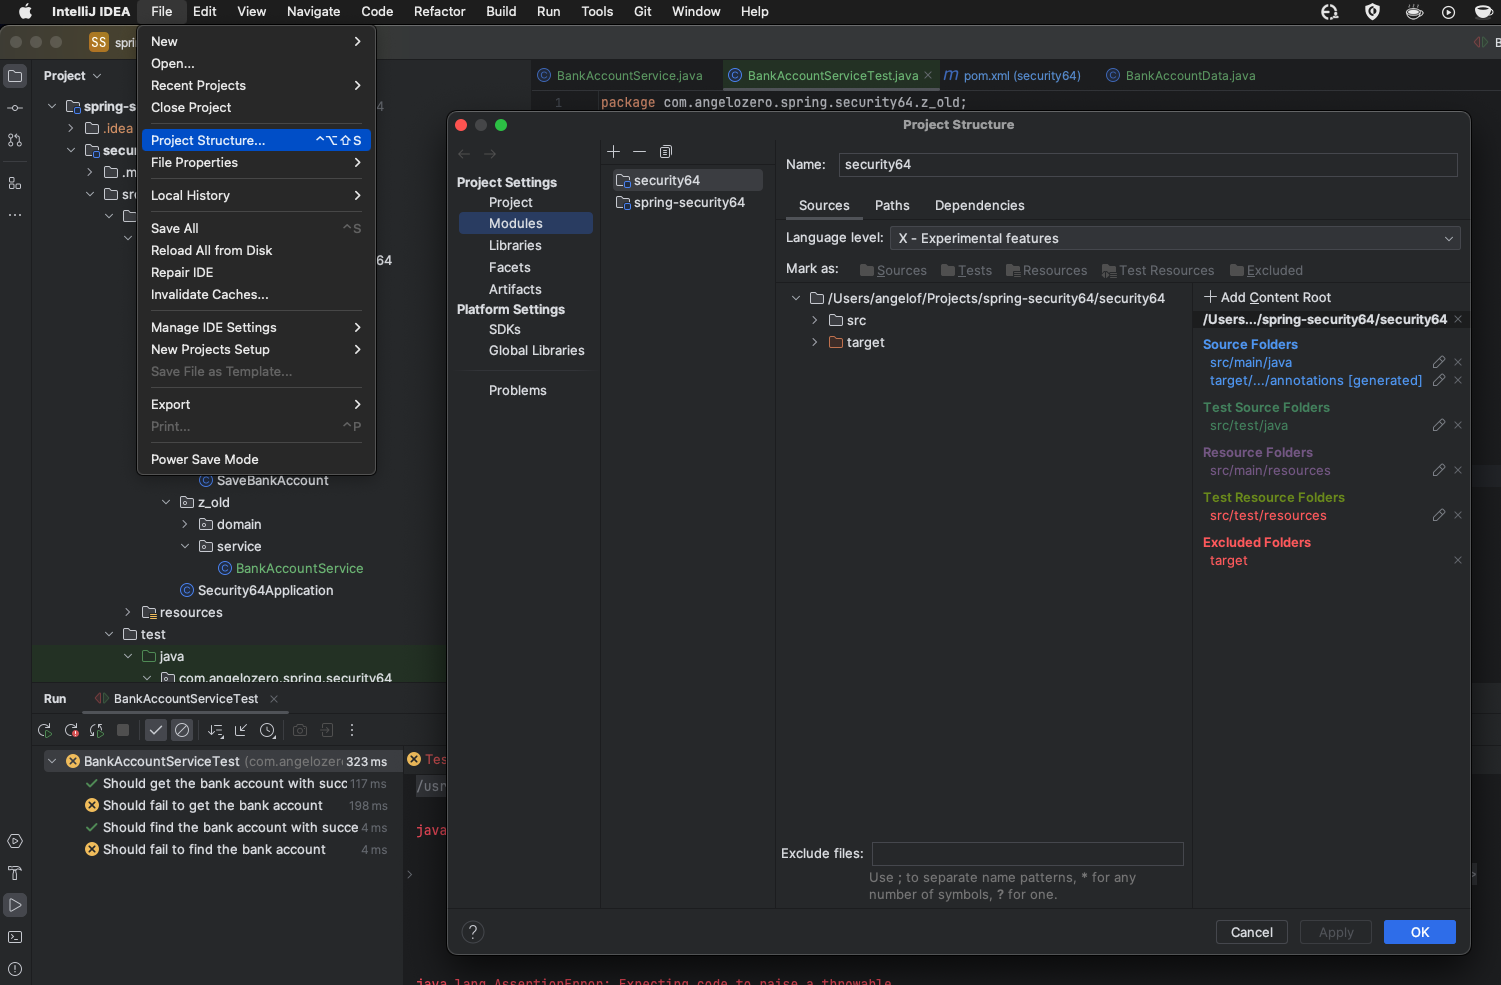 IntelliJ IDEA File Edit View Navigate Code Refactor Build Run Tools Git Window Help
SS
New
Open...
Recent Projects
Close Project
Project Structure... ^⌥⇧S
File Properties
Local History
Save All ^S
Reload All from Disk
Repair IDE
Invalidate Caches...
Manage IDE Settings
New Projects Setup
Save File as Template...
Export
Print... ^P
Power Save Mode
Project
.idea
64
SaveBankAccount
z_old
domain
service
BankAccountService
Security64Application
resources
test
java
com.angelozero.spring.security64
BankAccountService.java BankAccountServiceTest.java pom.xml (security64) BankAccountData.java
1 package com.angelozero.spring.security64.z_old;
Project Structure
Project Settings
Project
Modules
Libraries
Facets
Artifacts
Platform Settings
SDKs
Global Libraries
Problems
security64
spring-security64
Name: security64
Sources Paths Dependencies
Language level: X - Experimental features
Mark as: Sources Tests Resources Test Resources Excluded
/Users/angelof/Projects/spring-security64/security64
src
target
Add Content Root
/Users.../spring-security64/security64
Source Folders
src/main/java
target/.../annotations [generated]
Test Source Folders
src/test/java
Resource Folders
src/main/resources
Test Resource Folders
src/test/resources
Excluded Folders
target
Exclude files:
Use ; to separate name patterns, * for any
number of symbols, ? for one.
? Cancel Apply OK
Run BankAccountServiceTest
BankAccountServiceTest (com.angelozer 323 ms
Should get the bank account with succ 117 ms
Should fail to get the bank account 198 ms
Should find the bank account with succe 4 ms
Should fail to find the bank account 4 ms
Tes
/usr
java
java.lang.AssertionError: Expecting code to raise a throwable.